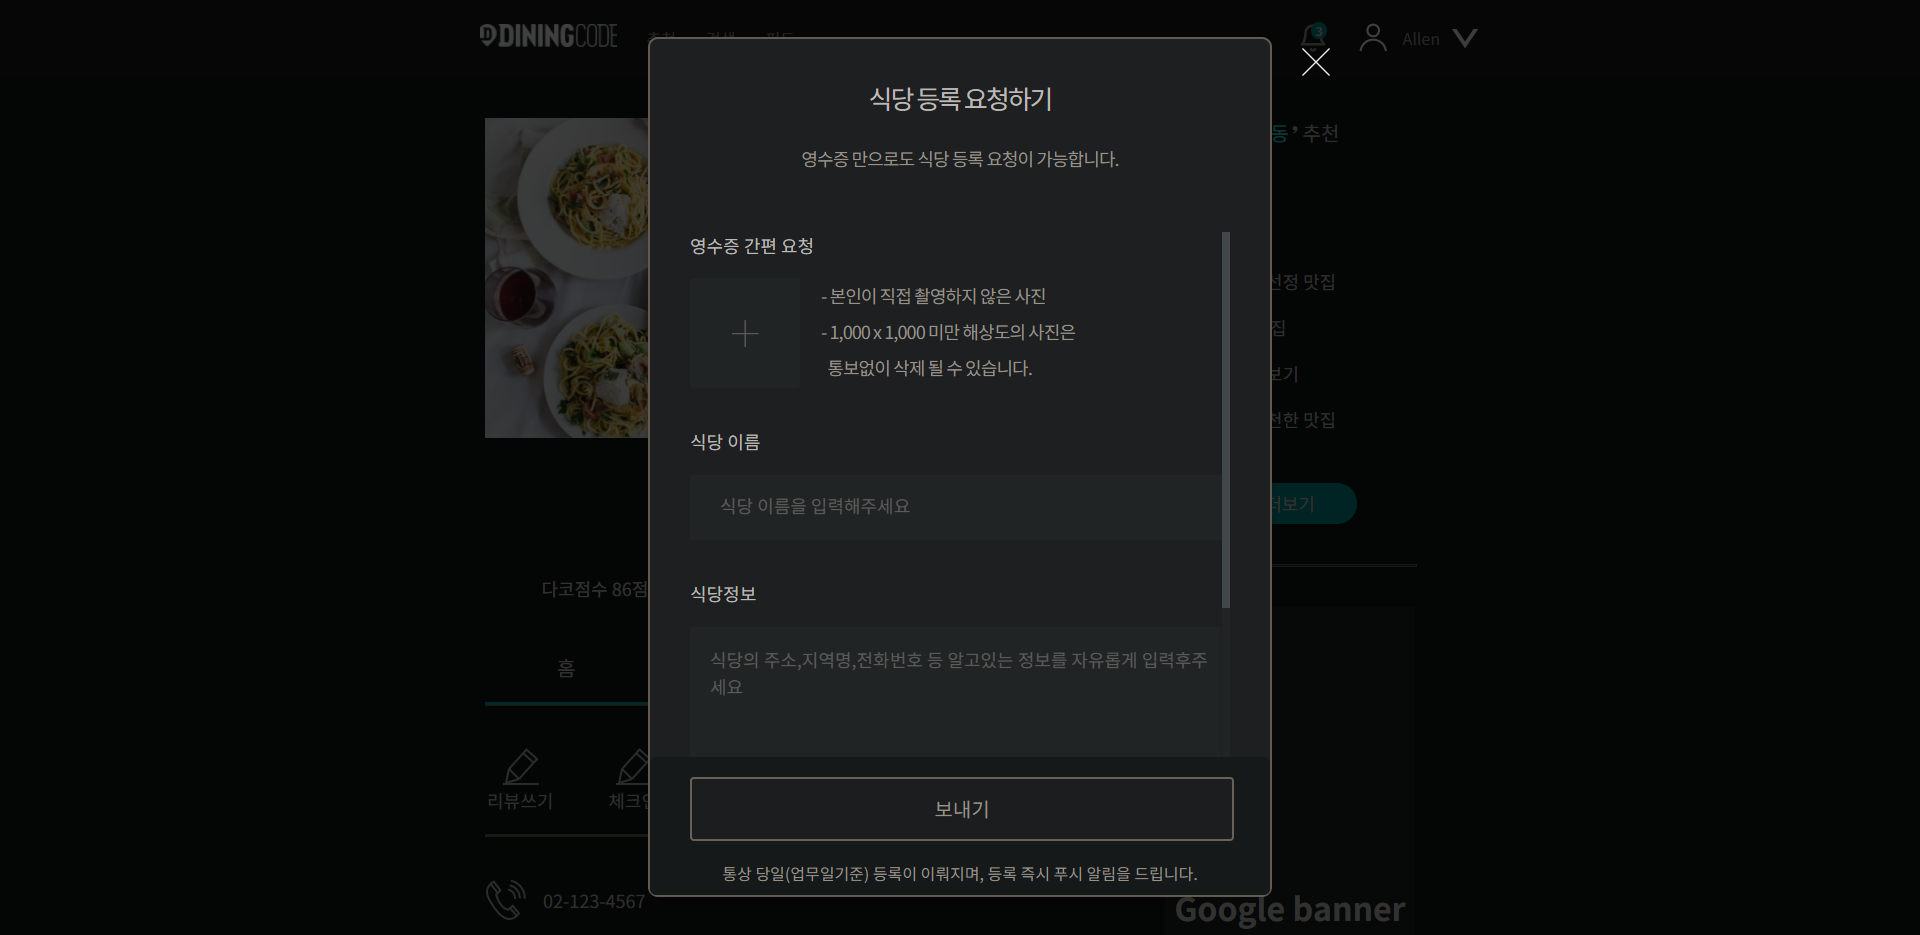 DININGCODE
3
Allen
식당 등록 요청하기
동’ 추천
영수증 만으로도 식당 등록 요청이 가능합니다.
영수증 간편 요청
선정 맛집
- 본인이 직접 촬영하지 않은 사진
- 1,000 x 1,000 미만 해상도의 사진은
집
통보없이 삭제 될 수 있습니다.
보기
천한 맛집
식당 이름
식당 이름을 입력해주세요
더보기
다코점수 86점
식당정보
식당의 주소,지역명,전화번호 등 알고있는 정보를 자유롭게 입력후주
세요
홈
리뷰쓰기
보내기
통상 당일(업무일기준) 등록이 이뤄지며, 등록 즉시 푸시 알림을 드립니다.
02-123-4567
Google banner